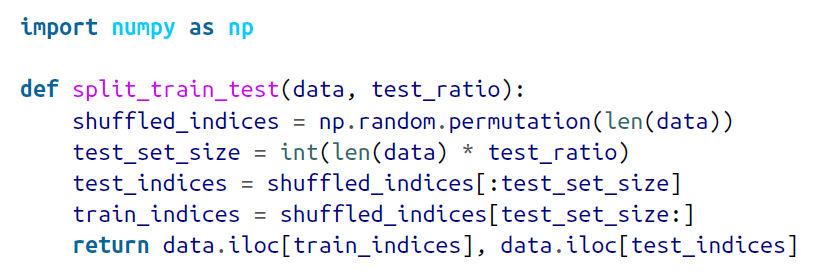 import numpy as np
def split_train_test(data, test_ratio):
    shuffled_indices = np.random.permutation(len(data))
    test_set_size = int(len(data) * test_ratio)
    test_indices = shuffled_indices[:test_set_size]
    train_indices = shuffled_indices[test_set_size:]
    return data.iloc[train_indices], data.iloc[test_indices]